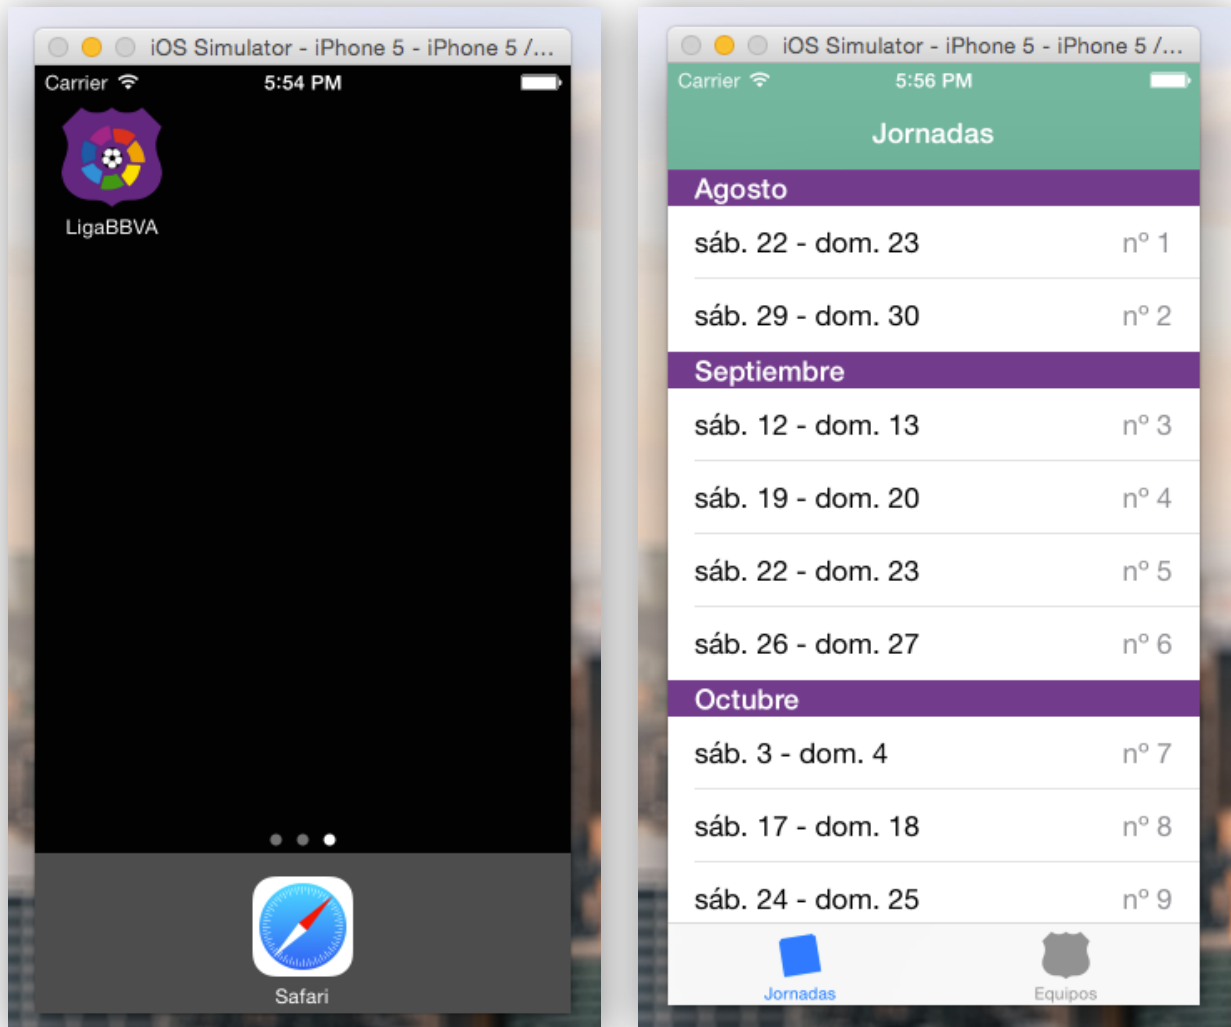 iOS Simulator - iPhone 5 - iPhone 5 /...
Carrier
5:54 PM
LigaBBVA
Safari
iOS Simulator - iPhone 5 - iPhone 5 /...
Carrier
5:56 PM
Jornadas
Agosto
sáb. 22 - dom. 23 nº 1
sáb. 29 - dom. 30 nº 2
Septiembre
sáb. 12 - dom. 13 nº 3
sáb. 19 - dom. 20 nº 4
sáb. 22 - dom. 23 nº 5
sáb. 26 - dom. 27 nº 6
Octubre
sáb. 3 - dom. 4 nº 7
sáb. 17 - dom. 18 nº 8
sáb. 24 - dom. 25 nº 9
Jornadas
Equipos